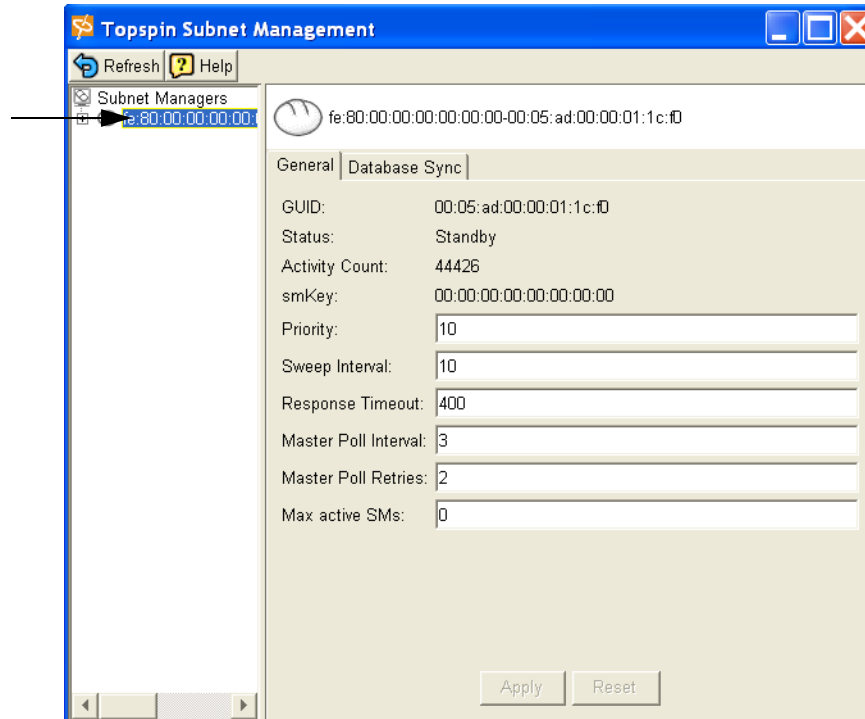 Topspin Subnet Management
Refresh Help
Subnet Managers
fe:80:00:00:00:00:00:
fe:80:00:00:00:00:00:00-00:05:ad:00:00:01:1c:f0
General Database Sync
GUID: 00:05:ad:00:00:01:1c:f0
Status: Standby
Activity Count: 44426
smKey: 00:00:00:00:00:00:00:00
Priority: 10
Sweep Interval: 10
Response Timeout: 400
Master Poll Interval: 3
Master Poll Retries: 2
Max active SMs: 0
Apply Reset